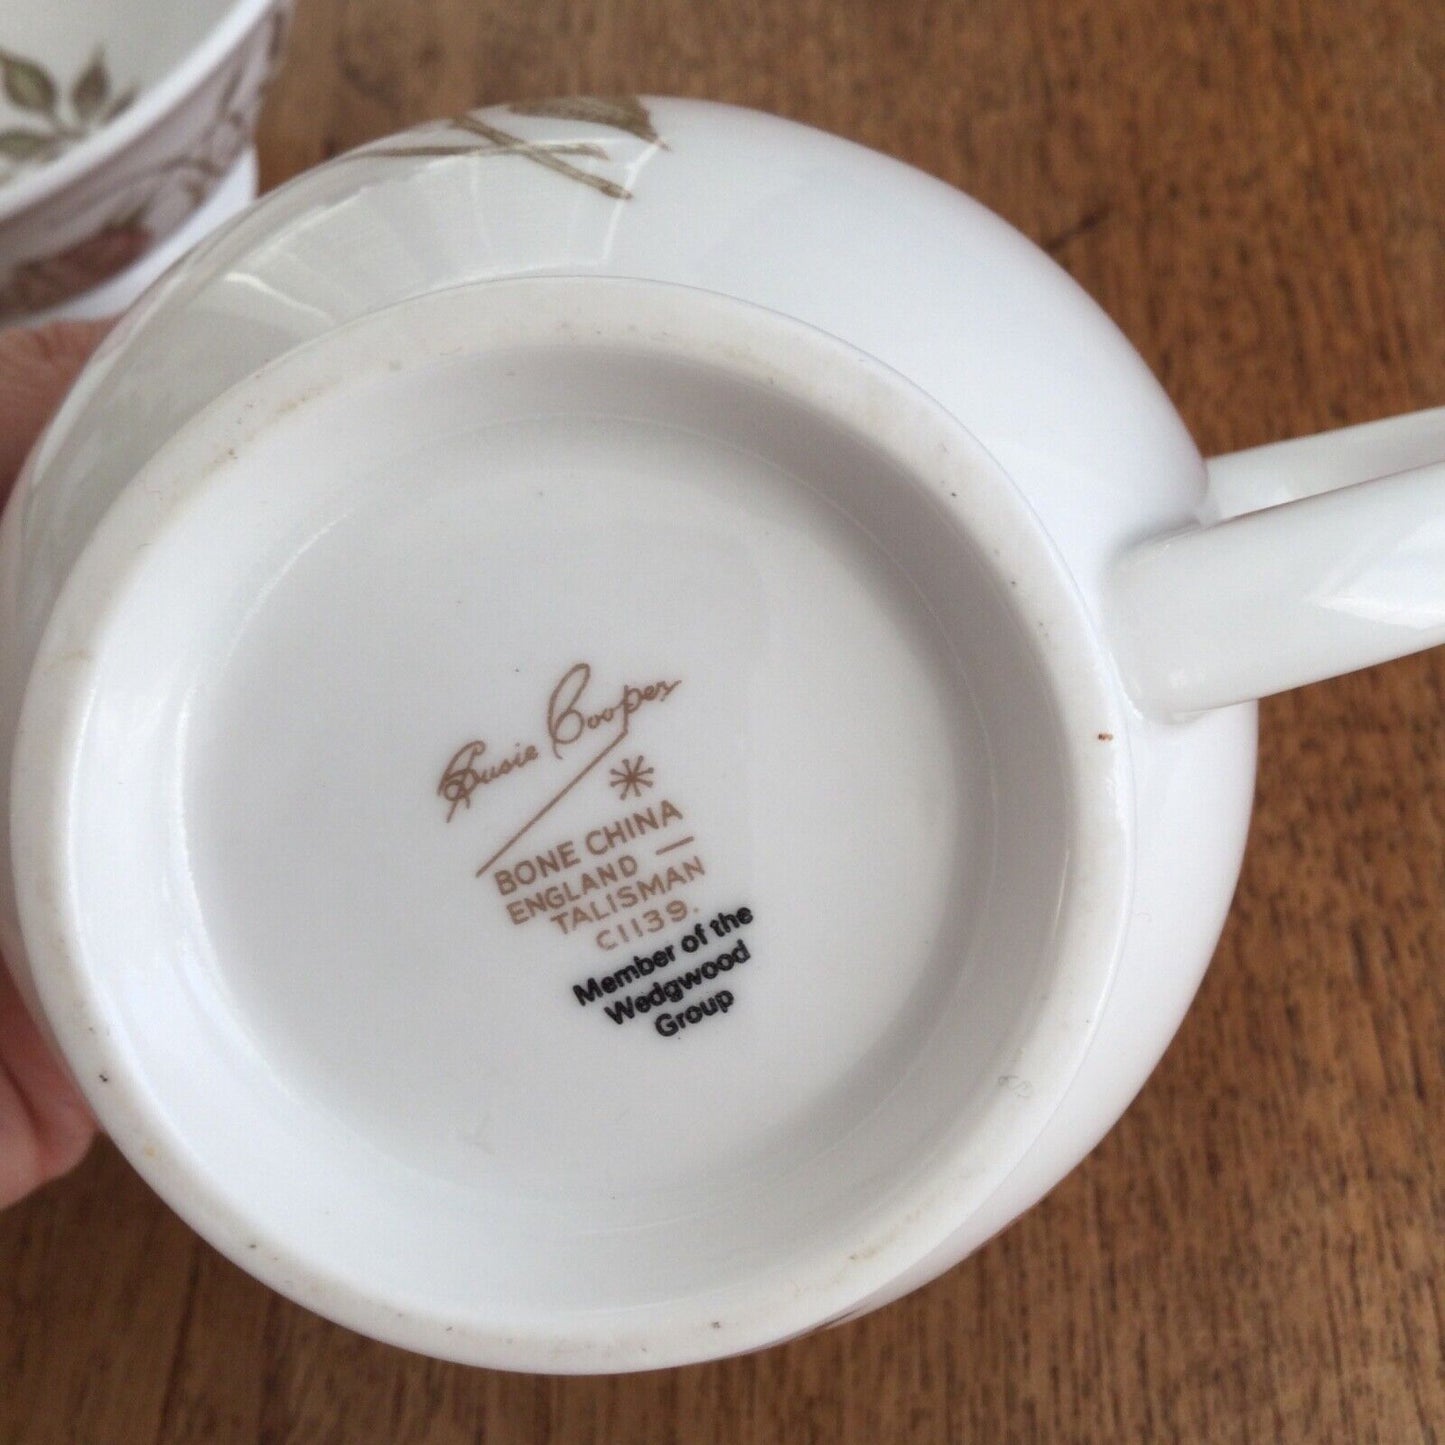 Susie Cooper
BONE CHINA
ENGLAND
TALISMAN
C1139.
Member of the
Wedgwood
Group